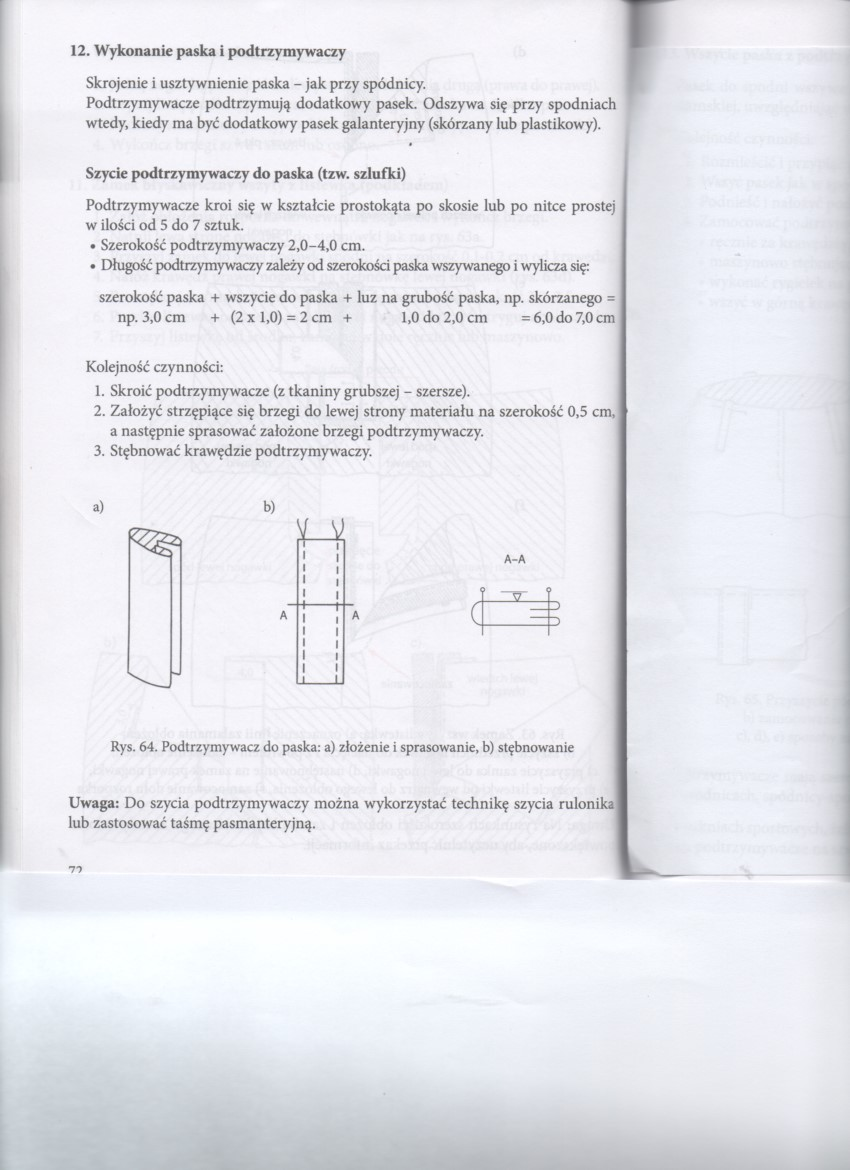 12. Wykonanie paska i podtrzymywaczy
Skrojenie i usztywnienie paska – jak przy spódnicy.
Podtrzymywacze podtrzymują dodatkowy pasek. Odszywa się przy spodniach
wtedy, kiedy ma być dodatkowy pasek galanteryjny (skórzany lub plastikowy).
Szycie podtrzymywaczy do paska (tzw. szlufki)
Podtrzymywacze kroi się w kształcie prostokąta po skosie lub po nitce prostej
w ilości od 5 do 7 sztuk.
• Szerokość podtrzymywaczy 2,0–4,0 cm.
• Długość podtrzymywaczy zależy od szerokości paska wszywanego i wylicza się:
szerokość paska + wszycie do paska + luz na grubość paska, np. skórzanego =
np. 3,0 cm + (2 x 1,0) = 2 cm + 1,0 do 2,0 cm = 6,0 do 7,0 cm
Kolejność czynności:
1. Skroić podtrzymywacze (z tkaniny grubszej – szersze).
2. Założyć strzępiące się brzegi do lewej strony materiału na szerokość 0,5 cm,
a następnie sprasować założone brzegi podtrzymywaczy.
3. Stębnować krawędzie podtrzymywaczy.
a) b)
A–A
A A
Rys. 64. Podtrzymywacz do paska: a) złożenie i sprasowanie, b) stębnowanie
Uwaga: Do szycia podtrzymywaczy można wykorzystać technikę szycia rulonika
lub zastosować taśmę pasmanteryjną.
72